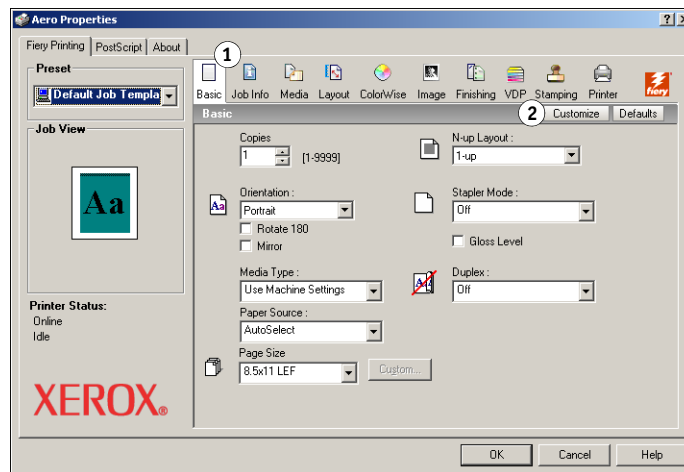 Aero Properties
Fiery Printing PostScript About
1
Preset
Default Job Templa
Basic Job Info Media Layout ColorWise Image Finishing VDP Stamping Printer
fiery
Basic
2
Customize Defaults
Job View
Aa
Printer Status:
Online
Idle
XEROX®
Copies
1 [1-9999]
N-up Layout :
1-up
Orientation :
Aa
Portrait
Rotate 180
Mirror
Stapler Mode :
Off
Gloss Level
Media Type :
Use Machine Settings
Duplex :
Off
Paper Source :
AutoSelect
Page Size
8.5x11 LEF Custom...
OK Cancel Help